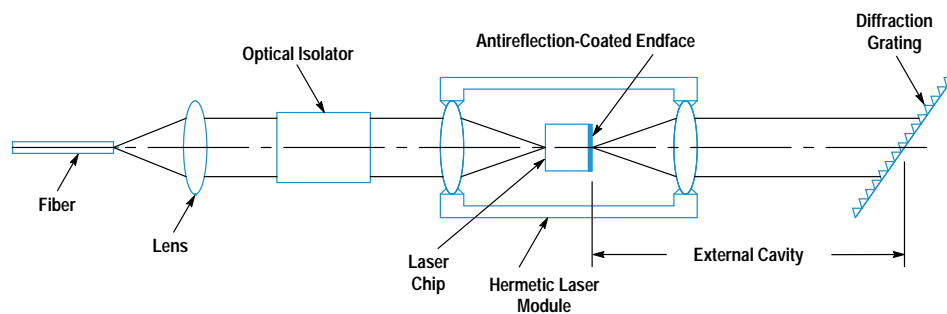 Optical Isolator
Antireflection-Coated Endface
Diffraction
Grating
Fiber
Lens
Laser
Chip
Hermetic Laser
Module
External Cavity